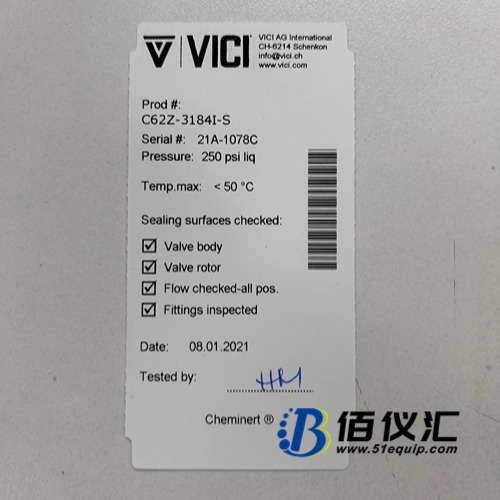 VICI
VICI AG International
CH-6214 Schenkon
info@vici.ch
www.vici.com
Prod #:
C62Z-3184I-S
Serial #: 21A-1078C
Pressure: 250 psi liq
Temp.max: < 50 °C
Sealing surfaces checked:
Valve body
Valve rotor
Flow checked-all pos.
Fittings inspected
Date: 08.01.2021
Tested by: HM
Cheminert ®
B 佰仪汇
www.51equip.com